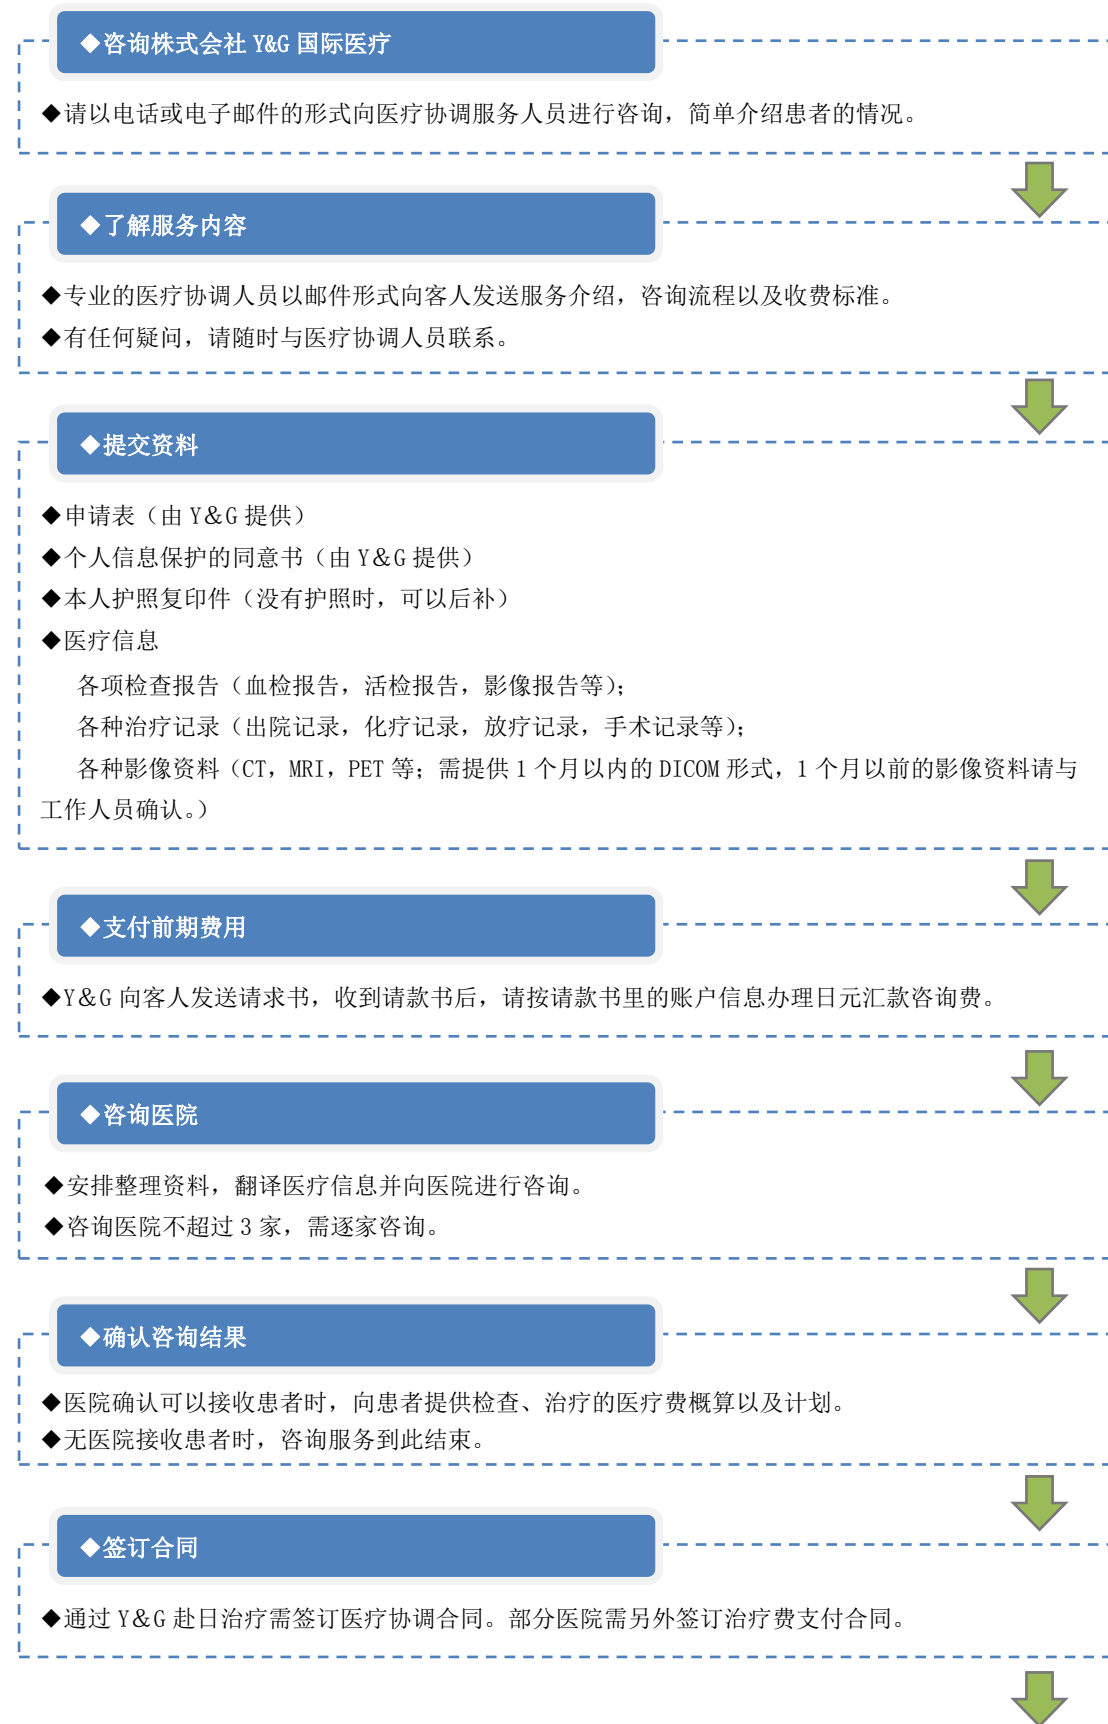 ◆咨询株式会社 Y&G 国际医疗
◆请以电话或电子邮件的形式向医疗协调服务人员进行咨询，简单介绍患者的情况。
◆了解服务内容
◆专业的医疗协调人员以邮件形式向客人发送服务介绍，咨询流程以及收费标准。
◆有任何疑问，请随时与医疗协调人员联系。
◆提交资料
◆申请表（由 Y＆G 提供）
◆个人信息保护的同意书（由 Y＆G 提供）
◆本人护照复印件（没有护照时，可以后补）
◆医疗信息
各项检查报告（血检报告，活检报告，影像报告等）；
各种治疗记录（出院记录，化疗记录，放疗记录，手术记录等）；
各种影像资料（CT，MRI，PET 等；需提供 1 个月以内的 DICOM 形式，1 个月以前的影像资料请与
工作人员确认。）
◆支付前期费用
◆Y＆G 向客人发送请求书，收到请款书后，请按请款书里的账户信息办理日元汇款咨询费。
◆咨询医院
◆安排整理资料，翻译医疗信息并向医院进行咨询。
◆咨询医院不超过 3 家，需逐家咨询。
◆确认咨询结果
◆医院确认可以接收患者时，向患者提供检查、治疗的医疗费概算以及计划。
◆无医院接收患者时，咨询服务到此结束。
◆签订合同
◆通过 Y＆G 赴日治疗需签订医疗协调合同。部分医院需另外签订治疗费支付合同。